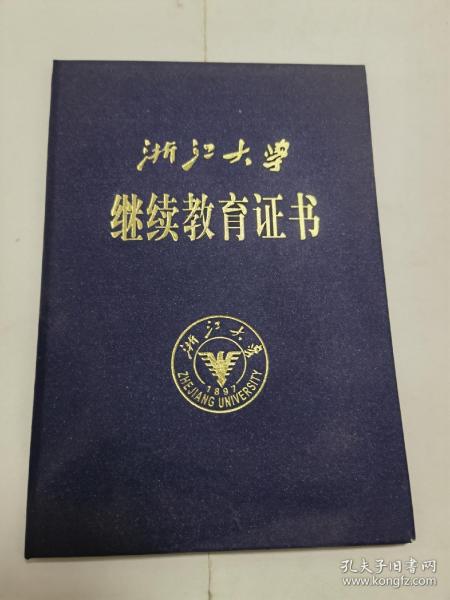 浙江大学
继续教育证书
浙江大学
1897
ZHEJIANG UNIVERSITY
孔夫子旧书网
www.kongfz.com